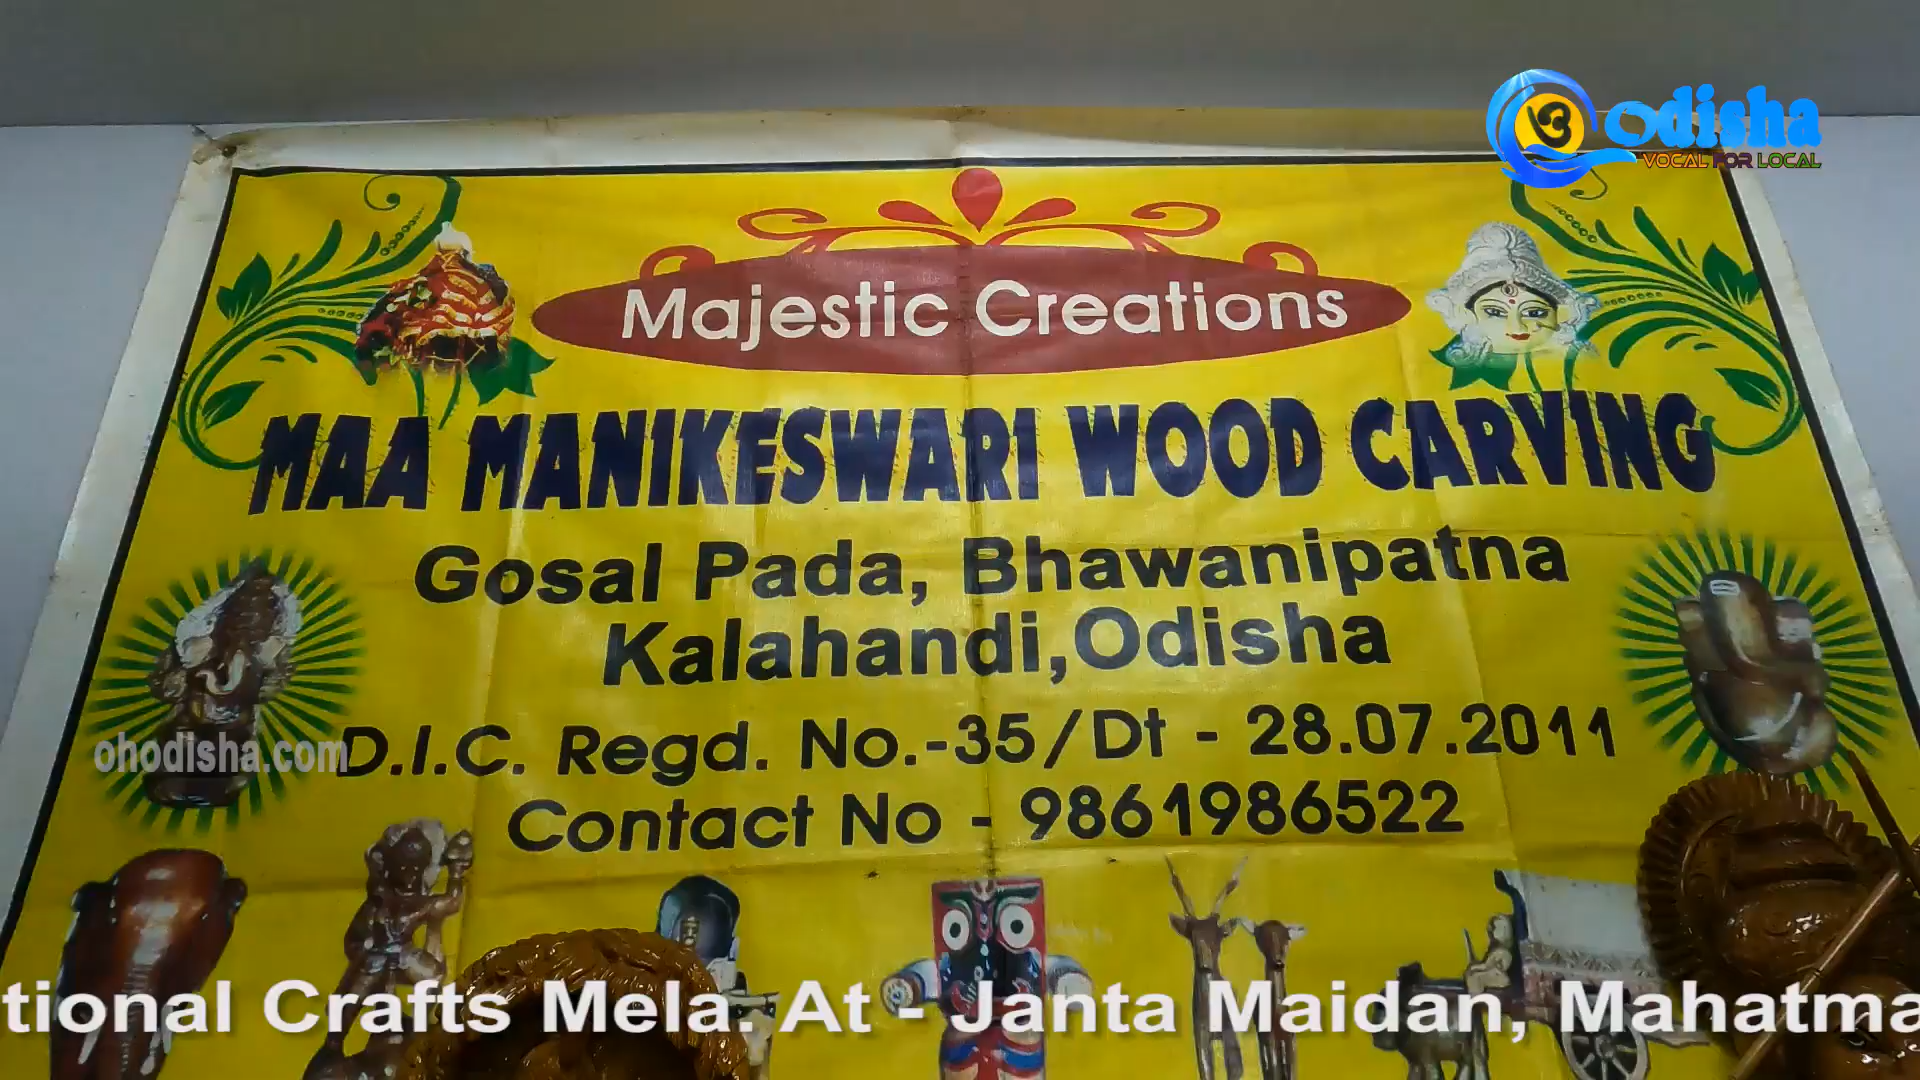 odisha
VOCAL FOR LOCAL
Majestic Creations
MAA MANIKESWARI WOOD CARVING
Gosal Pada, Bhawanipatna
Kalahandi,Odisha
D.I.C. Regd. No.-35/Dt - 28.07.2011
ohodisha.com
Contact No - 9861986522
tional Crafts Mela. At - Janta Maidan, Mahatma